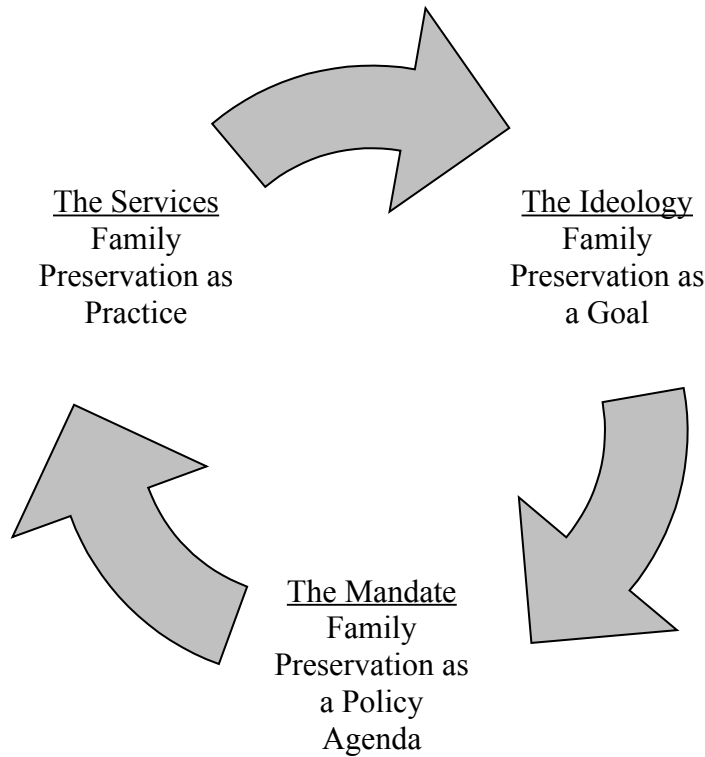 The Services
Family
Preservation as
Practice
The Ideology
Family
Preservation as
a Goal
The Mandate
Family
Preservation as
a Policy
Agenda